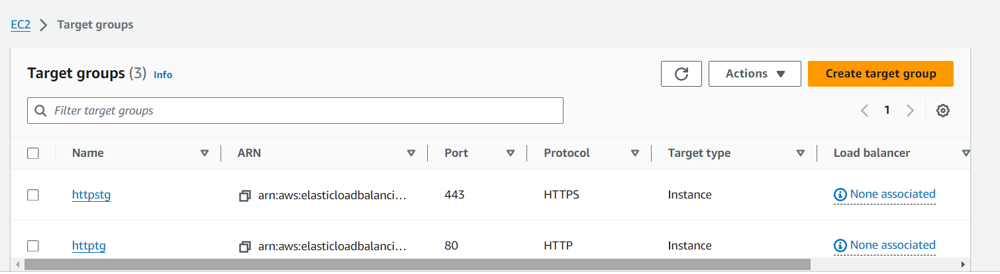 EC2 Target groups
Target groups (3) Info
Actions
Create target group
Filter target groups
1
Name ARN Port Protocol Target type Load balancer
httpstg arn:aws:elasticloadbalanci... 443 HTTPS Instance None associated
httptg arn:aws:elasticloadbalanci... 80 HTTP Instance None associated